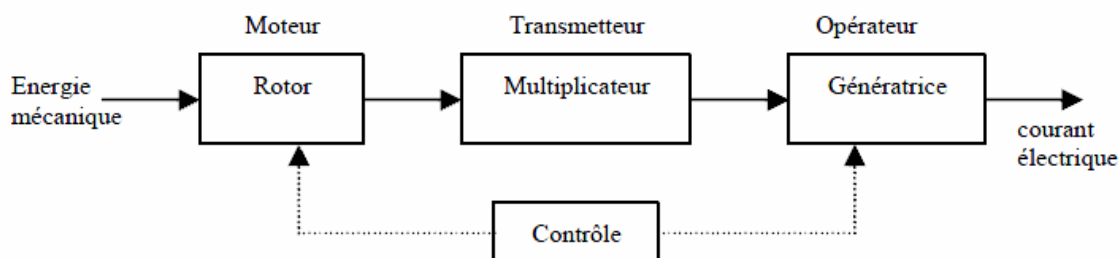 Moteur
Transmetteur
Opérateur
Energie
mécanique
Rotor
Multiplicateur
Génératrice
courant
électrique
Contrôle